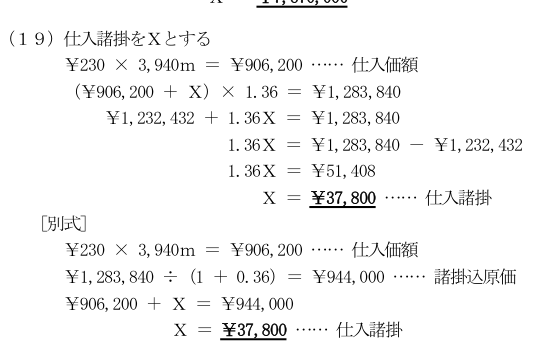 （１９）仕入諸掛をＸとする
¥230 × 3,940m ＝ ¥906,200 …… 仕入価額
（¥906,200 ＋ Ｘ）× 1.36 ＝ ¥1,283,840
¥1,232,432 ＋ 1.36Ｘ ＝ ¥1,283,840
1.36Ｘ ＝ ¥1,283,840 － ¥1,232,432
1.36Ｘ ＝ ¥51,408
Ｘ ＝ ¥37,800 …… 仕入諸掛
［別式］
¥230 × 3,940m ＝ ¥906,200 …… 仕入価額
¥1,283,840 ÷（1 ＋ 0.36）＝ ¥944,000 …… 諸掛込原価
¥906,200 ＋ Ｘ ＝ ¥944,000
Ｘ ＝ ¥37,800 …… 仕入諸掛